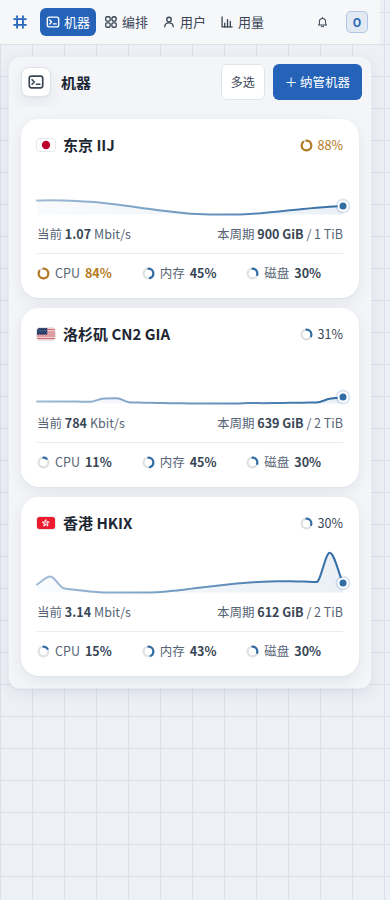 机器 编排 用户 用量 O
机器 多选 + 纳管机器
东京 IIJ 88%
当前 1.07 Mbit/s 本周期 900 GiB / 1 TiB
CPU 84% 内存 45% 磁盘 30%
洛杉矶 CN2 GIA 31%
当前 784 Kbit/s 本周期 639 GiB / 2 TiB
CPU 11% 内存 45% 磁盘 30%
香港 HKIX 30%
当前 3.14 Mbit/s 本周期 612 GiB / 2 TiB
CPU 15% 内存 43% 磁盘 30%